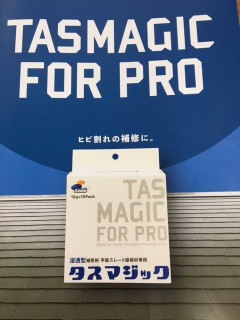 TASMAGIC
FOR PRO
ヒビ割れの補修に。
15g×10Pack
TAS
MAGIC
FOR PRO
浸透型補修剤 平板スレート屋根材専用
タスマジック